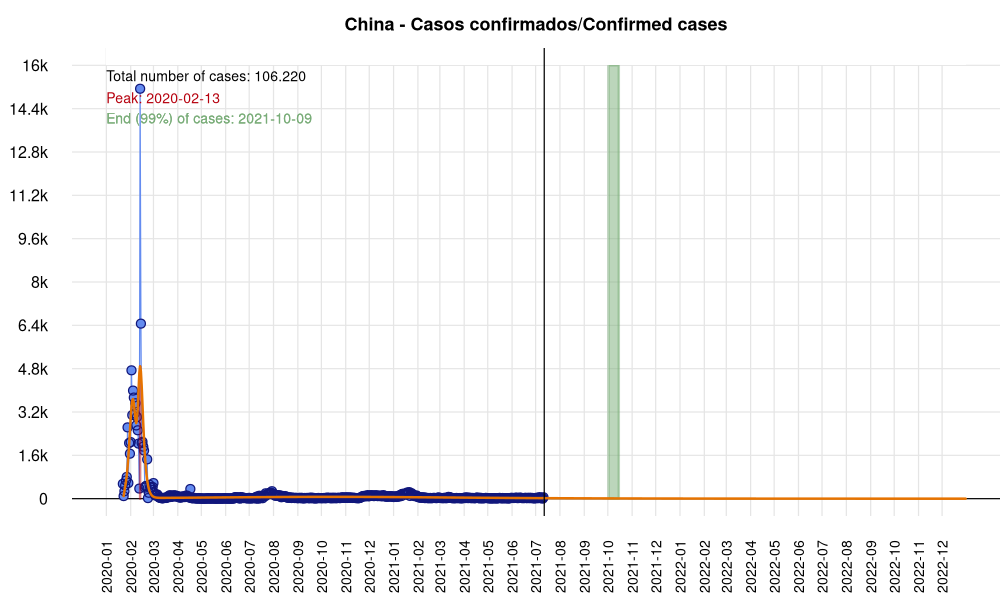 China - Casos confirmados/Confirmed cases
16k
Total number of cases: 106.220
Peak: 2020-02-13
14.4k
End (99%) of cases: 2021-10-09
12.8k
11.2k
9.6k
8k
6.4k
4.8k
3.2k
1.6k
0
2020-01
2020-02
2020-03
2020-04
2020-05
2020-06
2020-07
2020-08
2020-09
2020-10
2020-11
2020-12
2021-01
2021-02
2021-03
2021-04
2021-05
2021-06
2021-07
2021-08
2021-09
2021-10
2021-11
2021-12
2022-01
2022-02
2022-03
2022-04
2022-05
2022-06
2022-07
2022-08
2022-09
2022-10
2022-11
2022-12